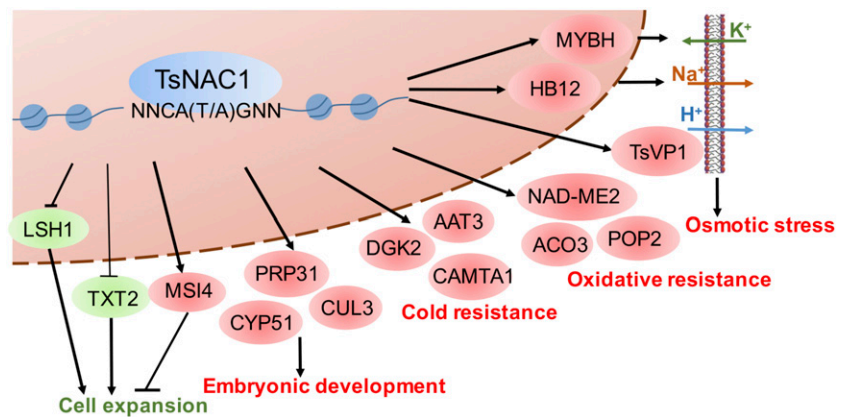 MYBH
K⁺
TsNAC1
HB12
Na⁺
NNCA(T/A)GNN
H⁺
TsVP1
LSH1
NAD-ME2
AAT3
Osmotic stress
DGK2
ACO3
POP2
PRP31
CAMTA1
Oxidative resistance
TXT2
MSI4
CYP51
CUL3
Cold resistance
Embryonic development
Cell expansion